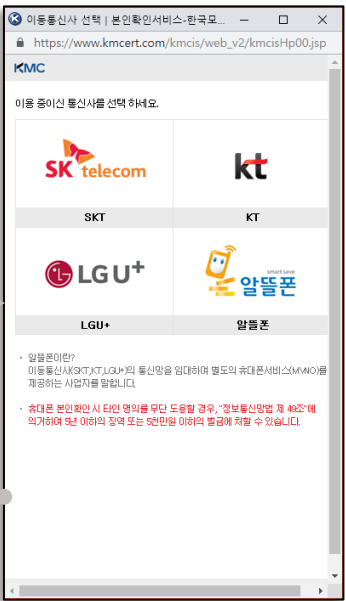 이동통신사 선택 | 본인확인서비스-한국모...
https://www.kmcert.com/kmcis/web_v2/kmcisHp00.jsp
KMC
이용 중이신 통신사를 선택 하세요.
SK telecom
kt
SKT
KT
LG U+
smart save
알뜰폰
LGU+
알뜰폰
· 알뜰폰이란?
이동통신사(SKT,KT,LGU+)의 통신망을 임대하여 별도의 휴대폰서비스(MVNO)를
제공하는 사업자를 말합니다.
· 휴대폰 본인확인 시 타인 명의를 무단 도용할 경우, "정보통신망법 제 49조"에
의거하여 5년 이하의 징역 또는 5천만원 이하의 벌금에 처할 수 있습니다.